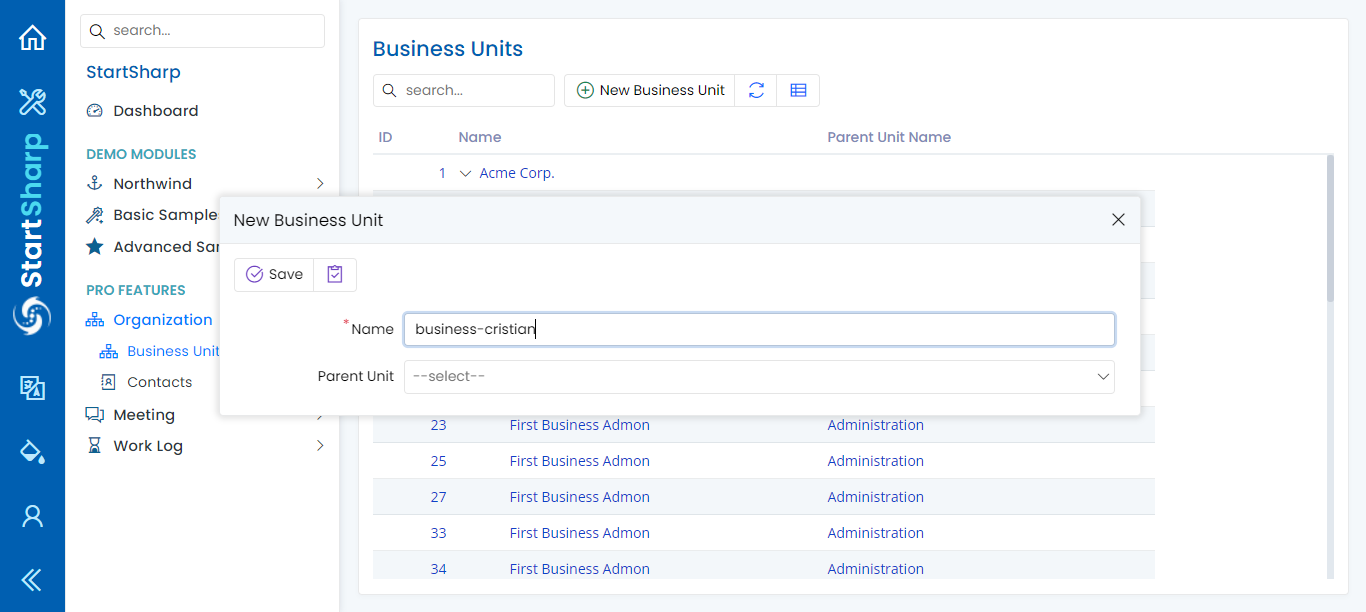 StartSharp
search...
StartSharp
Dashboard
DEMO MODULES
Northwind
Basic Sample
Advanced Sa
PRO FEATURES
Organization
Business Unit
Contacts
Meeting
Work Log
Business Units
search...
New Business Unit
ID Name Parent Unit Name
1 Acme Corp.
New Business Unit
Save
*Name business-cristian
Parent Unit --select--
23 First Business Admon Administration
25 First Business Admon Administration
27 First Business Admon Administration
33 First Business Admon Administration
34 First Business Admon Administration